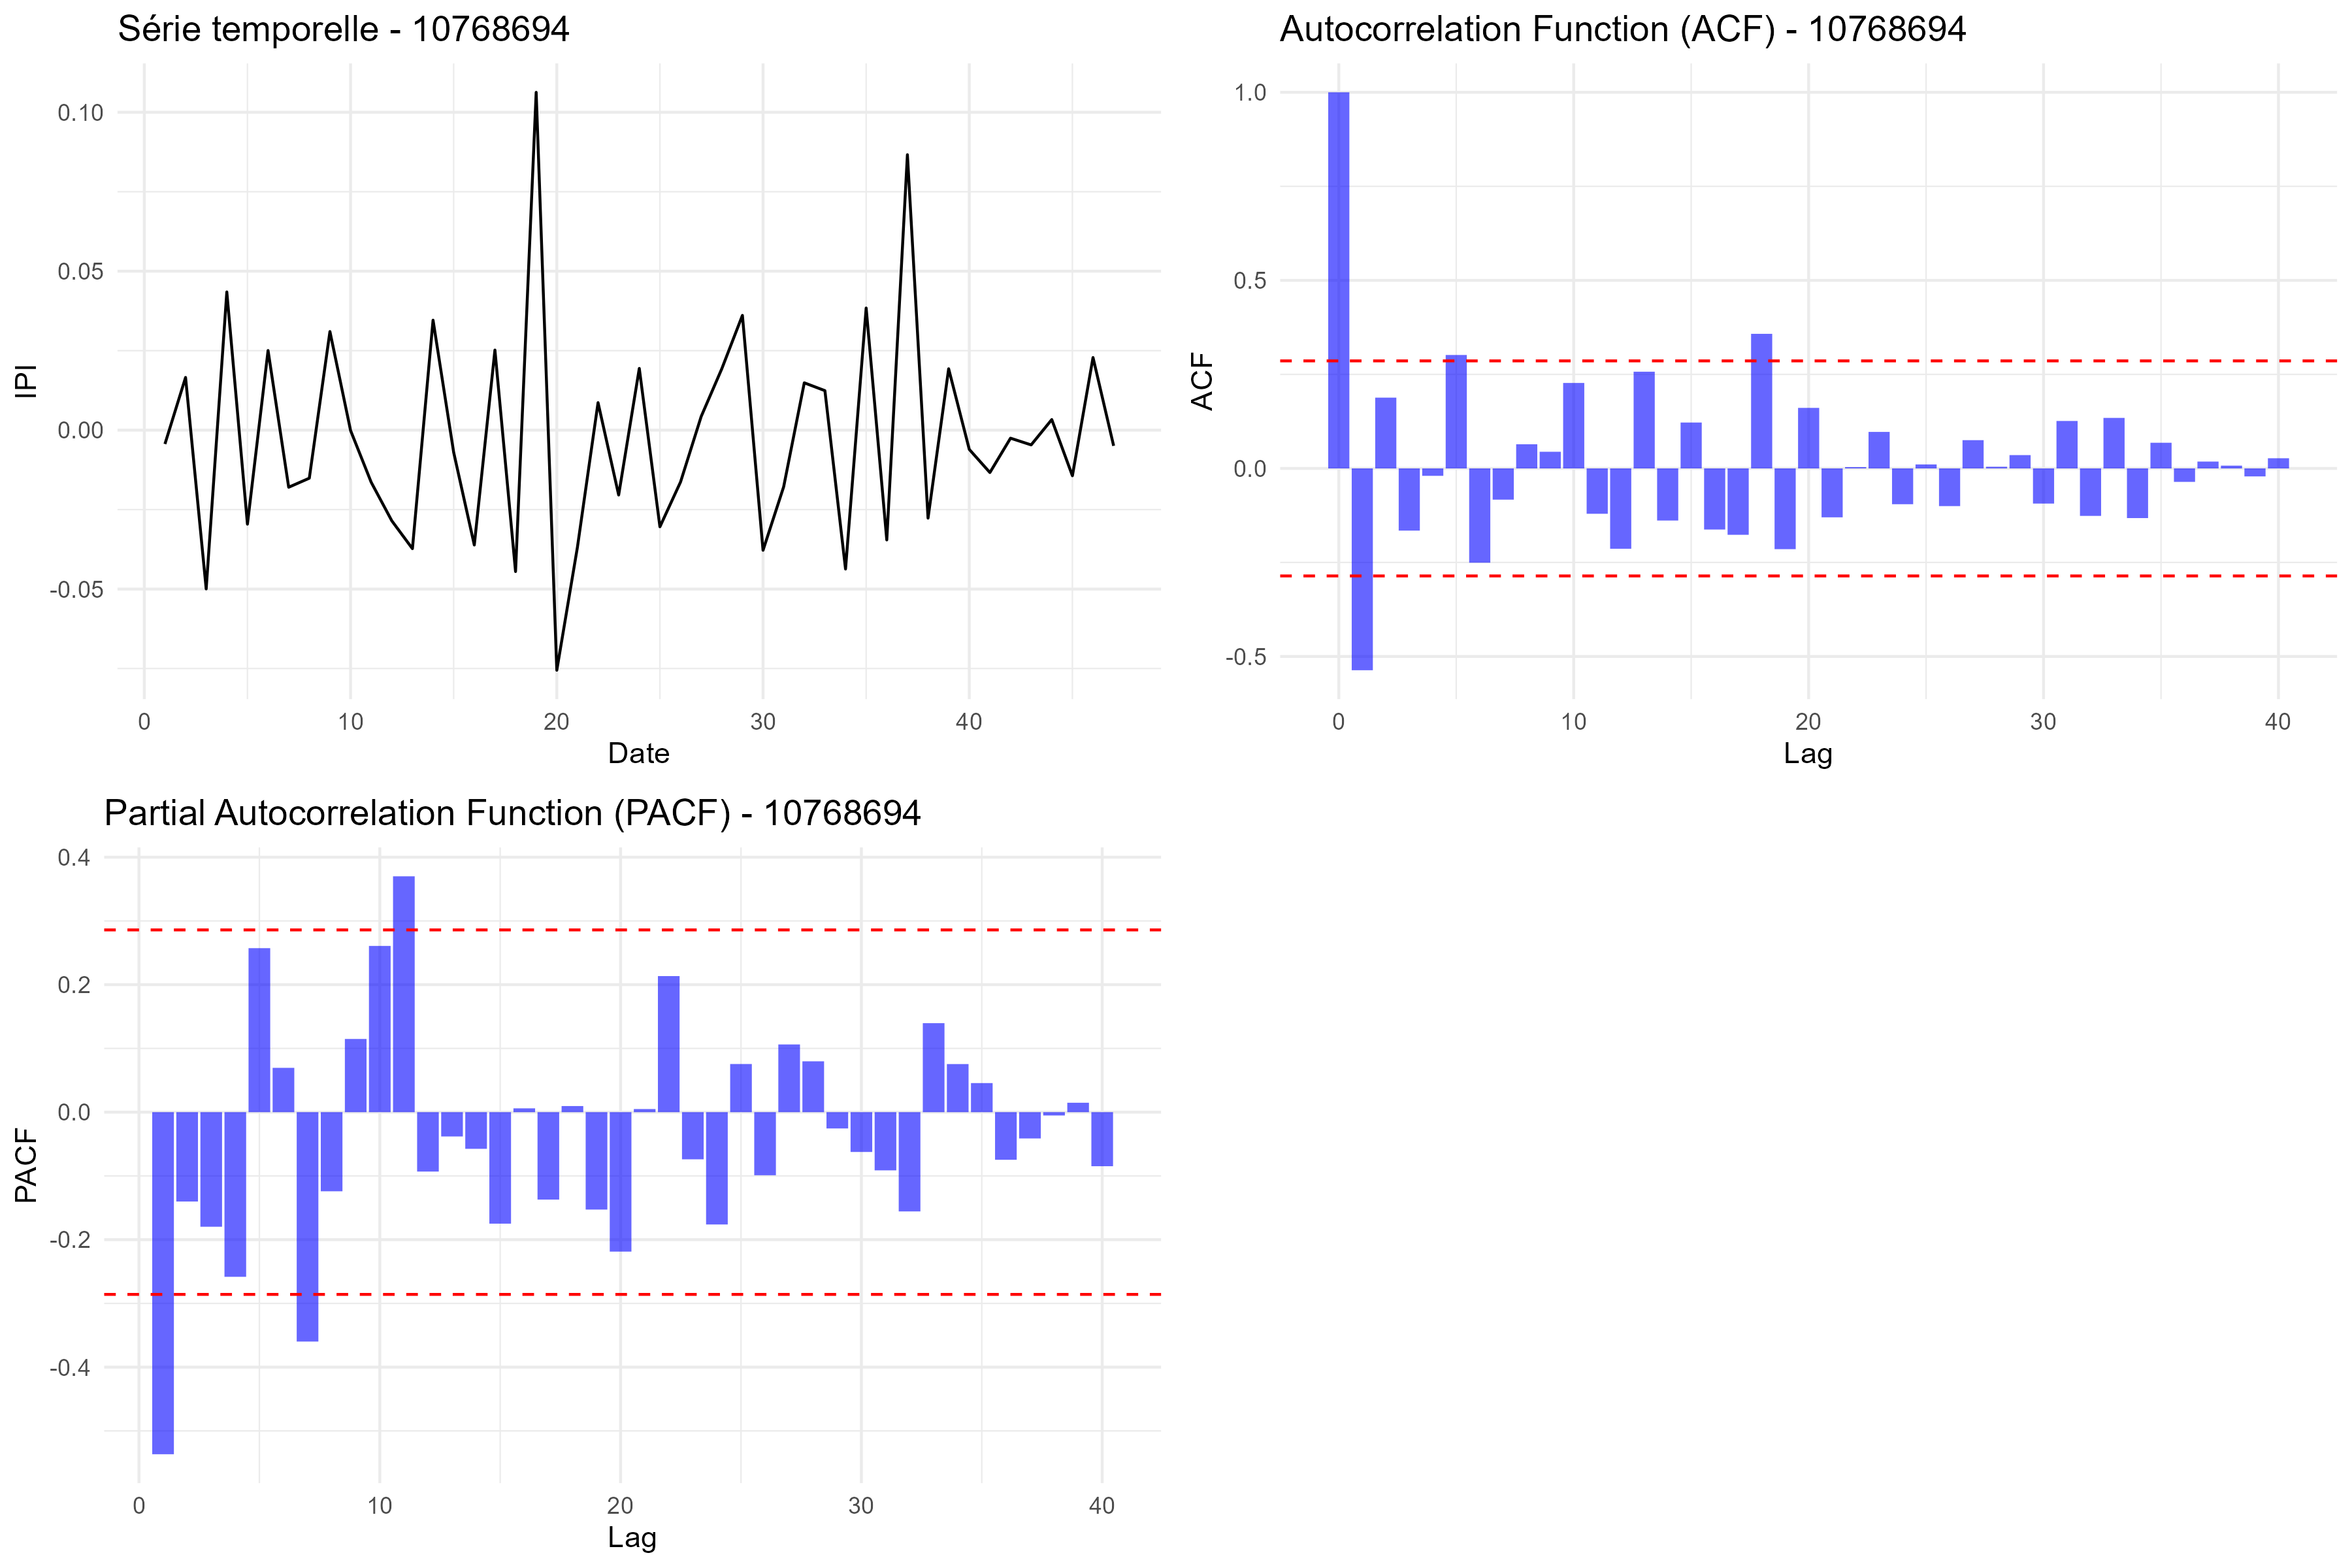 Série temporelle - 10768694
0.10
0.05
0.00
-0.05
IPI
0 10 20 30 40
Date
Autocorrelation Function (ACF) - 10768694
1.0
0.5
0.0
-0.5
ACF
0 10 20 30 40
Lag
Partial Autocorrelation Function (PACF) - 10768694
0.4
0.2
0.0
-0.2
-0.4
PACF
0 10 20 30 40
Lag